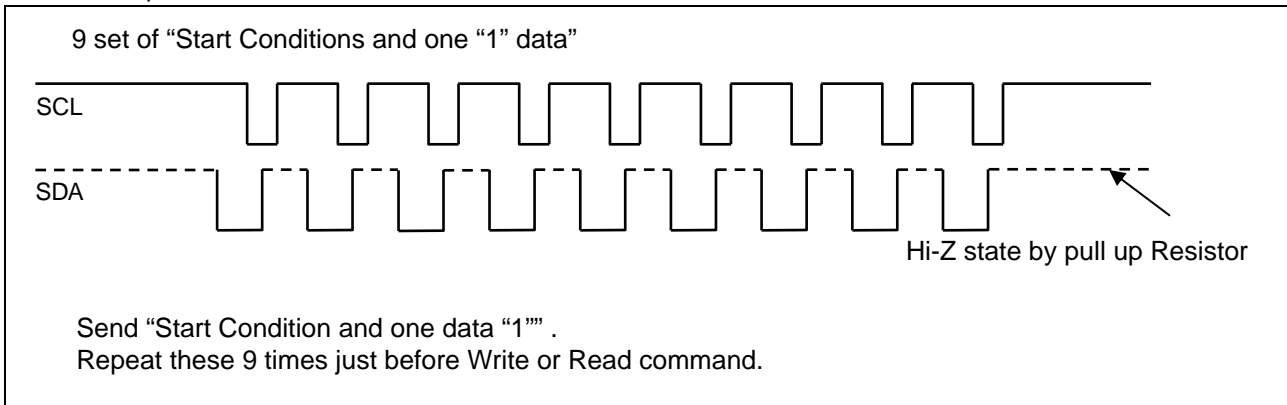 9 set of “Start Conditions and one “1” data”
SCL
SDA
Hi-Z state by pull up Resistor
Send “Start Condition and one data “1”” .
Repeat these 9 times just before Write or Read command.